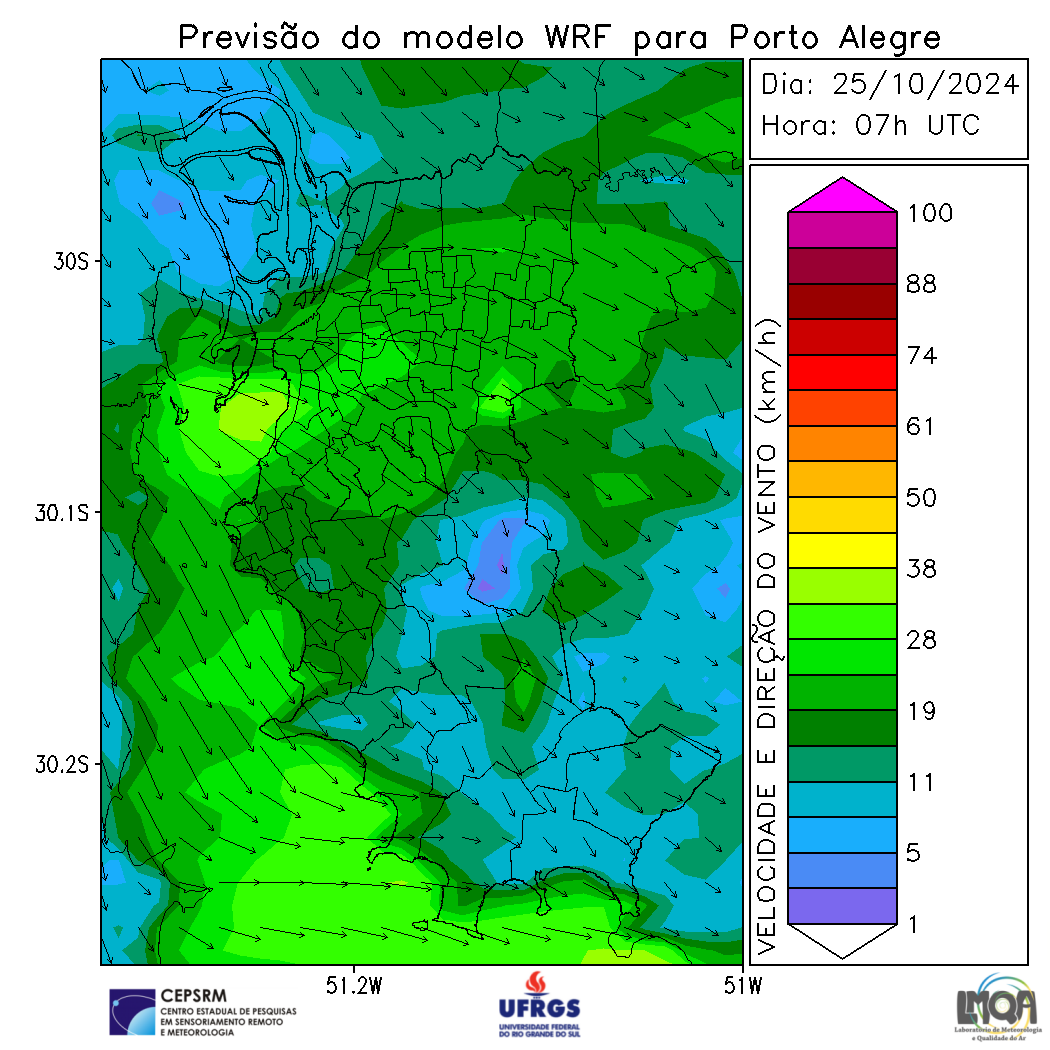 Previsão do modelo WRF para Porto Alegre
Dia: 25/10/2024
Hora: 07h UTC
30S
30.1S
30.2S
51.2W
51W
VELOCIDADE E DIREÇÃO DO VENTO (km/h)
100
88
74
61
50
38
28
19
11
5
1
CEPSRM
CENTRO ESTADUAL DE PESQUISAS
EM SENSORIAMENTO REMOTO
E METEOROLOGIA
UFRGS
UNIVERSIDADE FEDERAL
DO RIO GRANDE DO SUL
LMQA
Laboratório de Meteorologia
e Qualidade do Ar